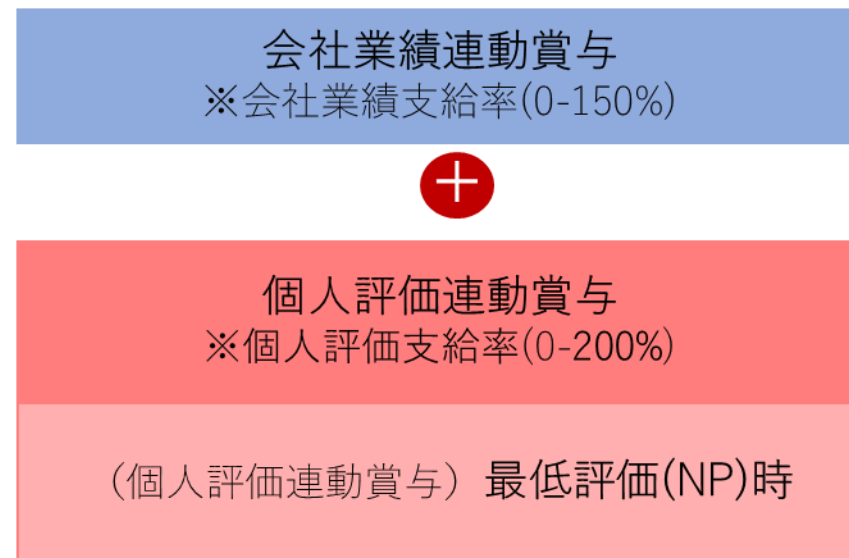 会社業績連動賞与
※会社業績支給率(0-150%)
+
個人評価連動賞与
※個人評価支給率(0-200%)
（個人評価連動賞与）最低評価(NP)時